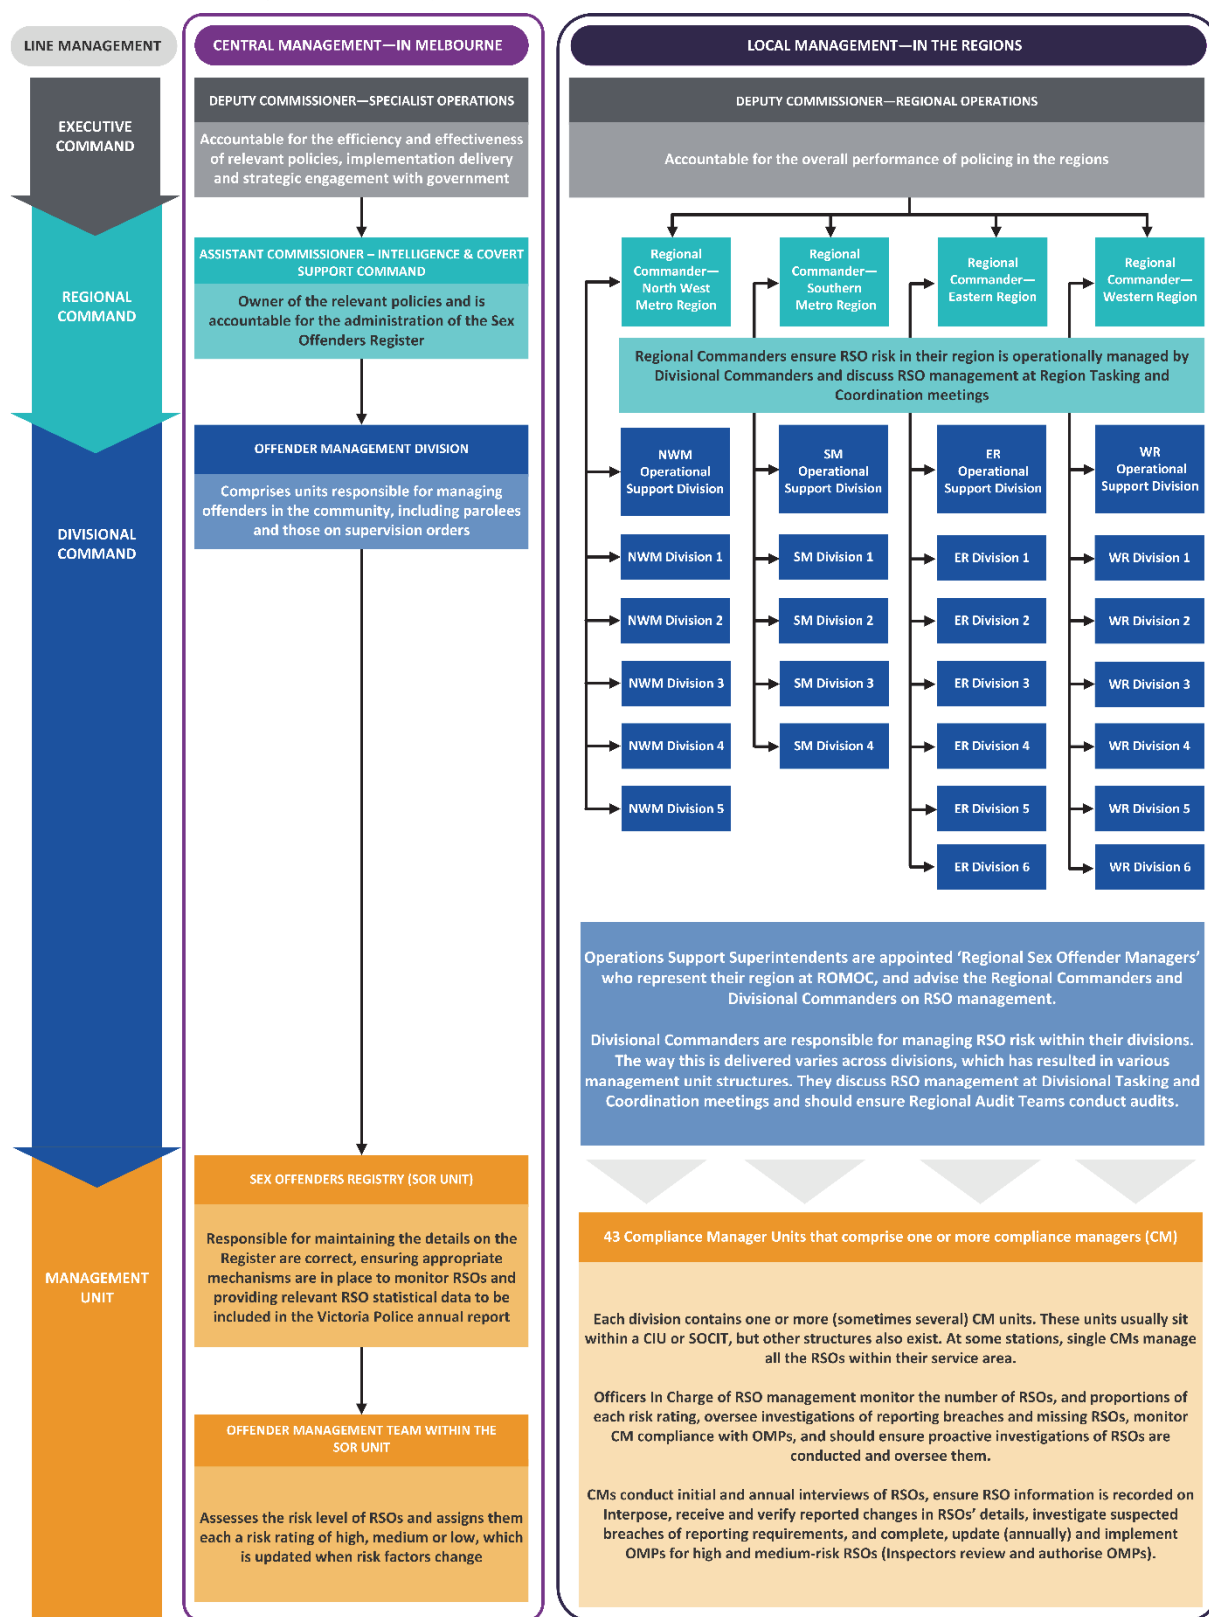 LINE MANAGEMENT
EXECUTIVE
COMMAND
REGIONAL
COMMAND
DIVISIONAL
COMMAND
MANAGEMENT
UNIT
CENTRAL MANAGEMENT—IN MELBOURNE
DEPUTY COMMISSIONER—SPECIALIST OPERATIONS
Accountable for the efficiency and effectiveness
of relevant policies, implementation delivery
and strategic engagement with government
ASSISTANT COMMISSIONER – INTELLIGENCE & COVERT
SUPPORT COMMAND
Owner of the relevant policies and is
accountable for the administration of the Sex
Offenders Register
OFFENDER MANAGEMENT DIVISION
Comprises units responsible for managing
offenders in the community, including parolees
and those on supervision orders
SEX OFFENDERS REGISTRY (SOR UNIT)
Responsible for maintaining the details on the
Register are correct, ensuring appropriate
mechanisms are in place to monitor RSOs and
providing relevant RSO statistical data to be
included in the Victoria Police annual report
OFFENDER MANAGEMENT TEAM WITHIN THE
SOR UNIT
Assesses the risk level of RSOs and assigns them
each a risk rating of high, medium or low, which
is updated when risk factors change
LOCAL MANAGEMENT—IN THE REGIONS
DEPUTY COMMISSIONER—REGIONAL OPERATIONS
Accountable for the overall performance of policing in the regions
Regional
Commander—
North West
Metro Region
Regional
Commander—
Southern
Metro Region
Regional
Commander—
Eastern Region
Regional
Commander—
Western Region
Regional Commanders ensure RSO risk in their region is operationally managed by
Divisional Commanders and discuss RSO management at Region Tasking and
Coordination meetings
NWM
Operational
Support Division
SM
Operational
Support Division
ER
Operational
Support Division
WR
Operational
Support Division
NWM Division 1
SM Division 1
ER Division 1
WR Division 1
NWM Division 2
SM Division 2
ER Division 2
WR Division 2
NWM Division 3
SM Division 3
ER Division 3
WR Division 3
NWM Division 4
SM Division 4
ER Division 4
WR Division 4
NWM Division 5
ER Division 5
WR Division 5
ER Division 6
WR Division 6
Operations Support Superintendents are appointed ‘Regional Sex Offender Managers’
who represent their region at ROMOC, and advise the Regional Commanders and
Divisional Commanders on RSO management.
Divisional Commanders are responsible for managing RSO risk within their divisions.
The way this is delivered varies across divisions, which has resulted in various
management unit structures. They discuss RSO management at Divisional Tasking and
Coordination meetings and should ensure Regional Audit Teams conduct audits.
43 Compliance Manager Units that comprise one or more compliance managers (CM)
Each division contains one or more (sometimes several) CM units. These units usually sit
within a CIU or SOCIT, but other structures also exist. At some stations, single CMs manage
all the RSOs within their service area.
Officers In Charge of RSO management monitor the number of RSOs, and proportions of
each risk rating, oversee investigations of reporting breaches and missing RSOs, monitor
CM compliance with OMPs, and should ensure proactive investigations of RSOs are
conducted and oversee them.
CMs conduct initial and annual interviews of RSOs, ensure RSO information is recorded on
Interpose, receive and verify reported changes in RSOs’ details, investigate suspected
breaches of reporting requirements, and complete, update (annually) and implement
OMPs for high and medium-risk RSOs (Inspectors review and authorise OMPs).